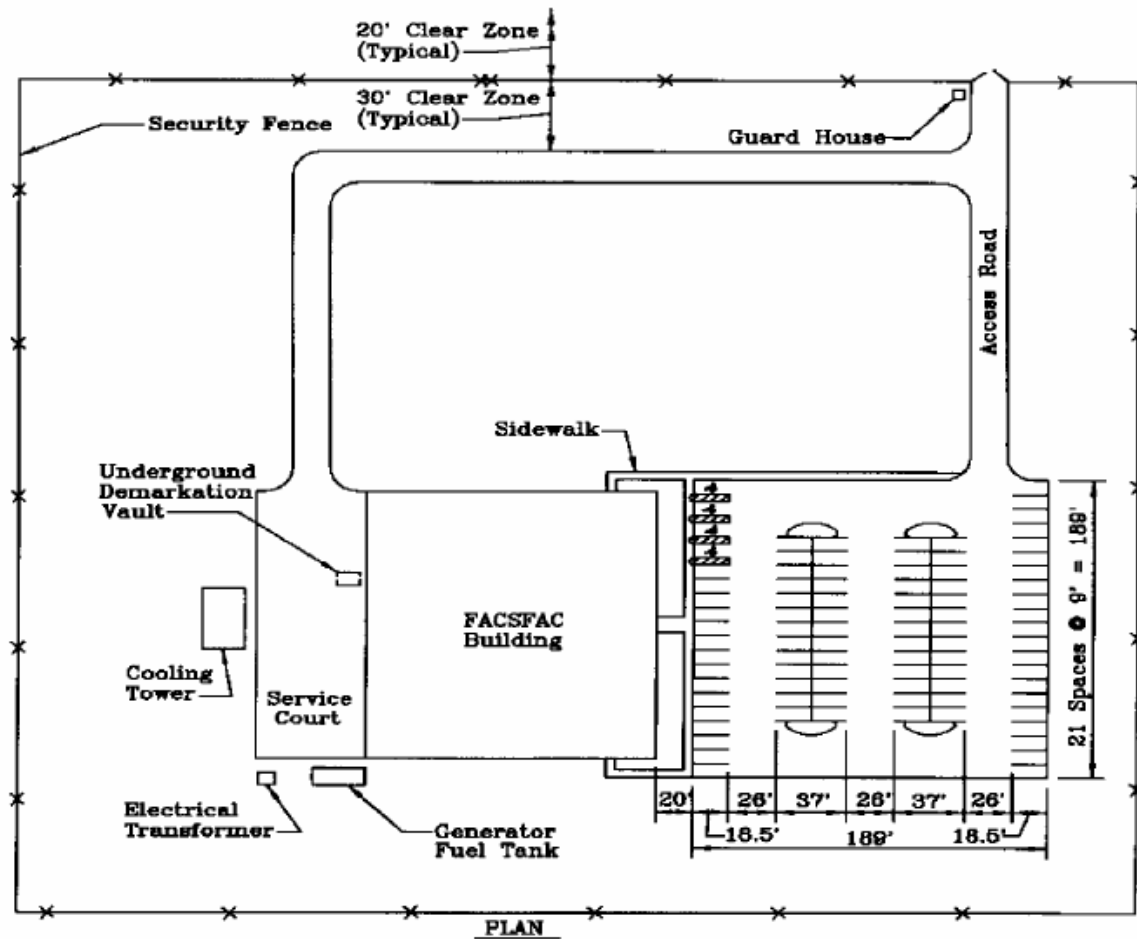 20' Clear Zone
(Typical)
30' Clear Zone
(Typical)
Security Fence
Guard House
Access Road
Sidewalk
Underground
Demarkation
Vault
FACSFAC
Building
Cooling
Tower
Service
Court
21 Spaces @ 9' = 189'
20'
26'
37'
26'
37'
26'
18.5'
189'
18.5'
Electrical
Transformer
Generator
Fuel Tank
PLAN